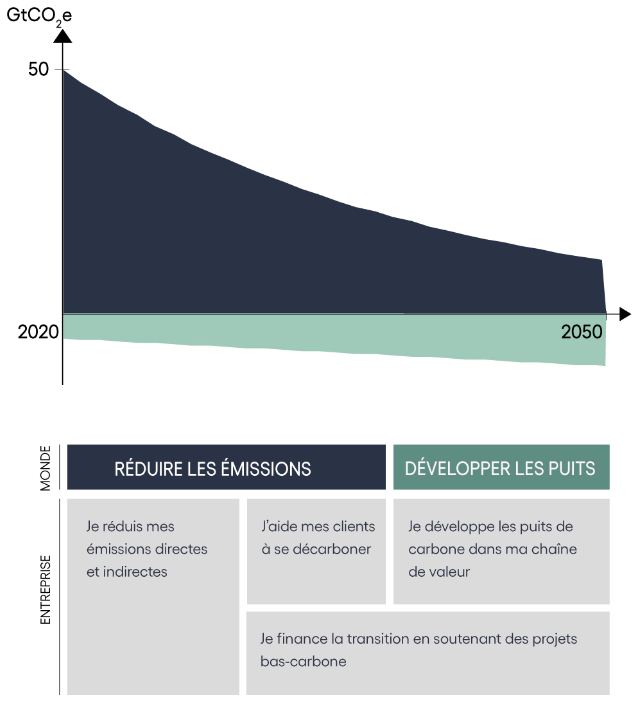 GtCO2e
50
2020
2050
MONDE
RÉDUIRE LES ÉMISSIONS
DÉVELOPPER LES PUITS
ENTREPRISE
Je réduis mes
émissions directes
et indirectes
J'aide mes clients
à se décarboner
Je développe les puits de
carbone dans ma chaîne
de valeur
Je finance la transition en soutenant des projets
bas-carbone